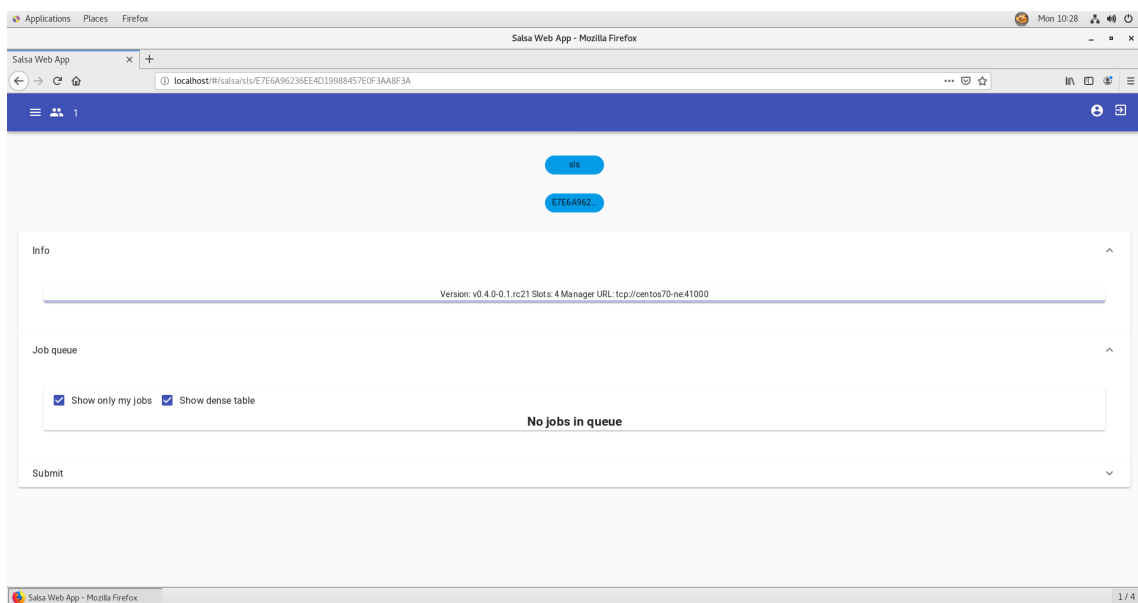 Applications Places Firefox
Mon 10:28
Salsa Web App - Mozilla Firefox
Salsa Web App
localhost/#/salsa/sls/E7E6A96236EE4D19988457E0F3AA8F3A
1
sls
E7E6A962...
Info
Version: v0.4.0-0.1.rc21 Slots: 4 Manager URL: tcp://centos70-ne:41000
Job queue
Show only my jobs Show dense table
No jobs in queue
Submit
Salsa Web App - Mozilla Firefox
1 / 4